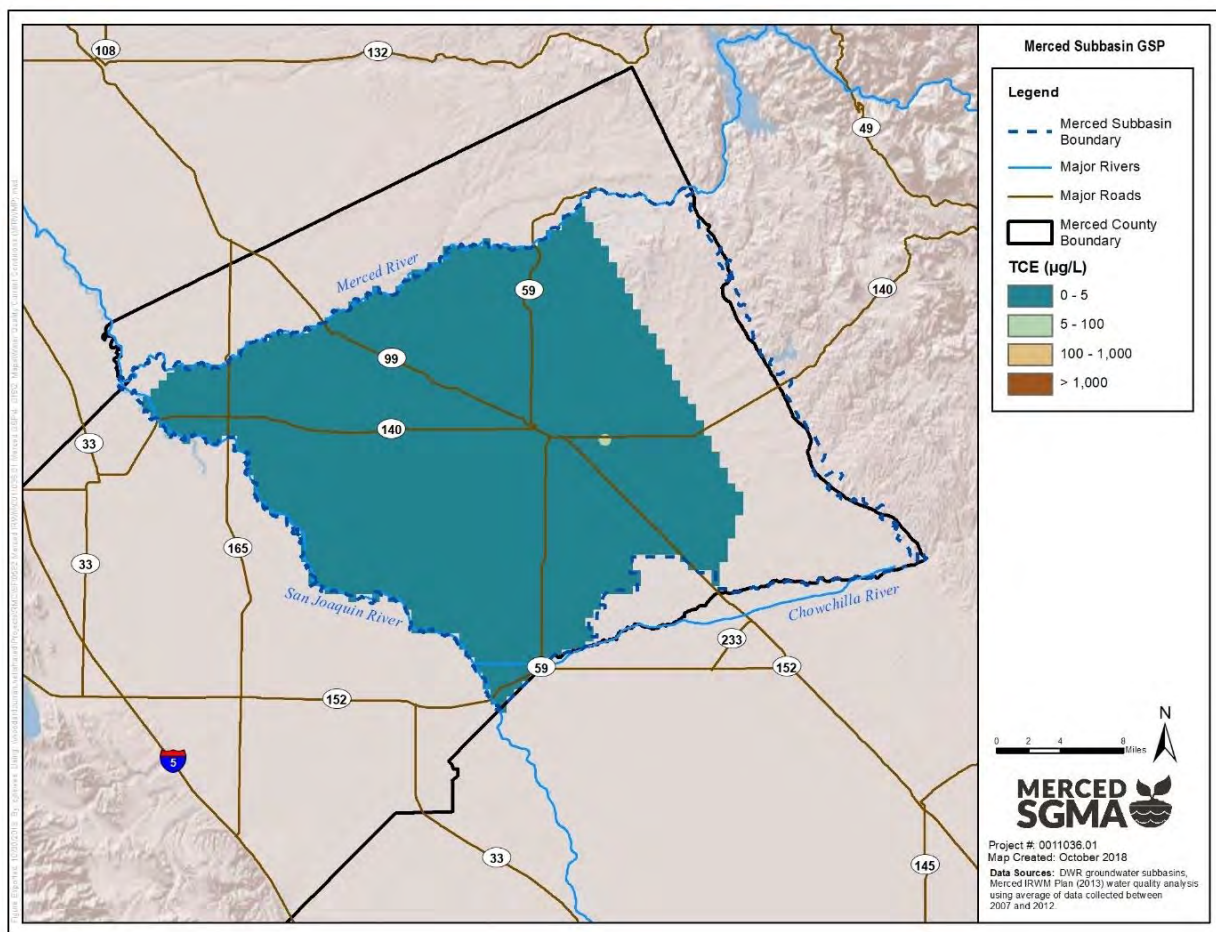 Merced Subbasin GSP
Legend
Merced Subbasin
Boundary
Major Rivers
Major Roads
Merced County
Boundary
TCE (µg/L)
0 - 5
5 - 100
100 - 1,000
> 1,000
108
132
49
Merced River
59
140
99
140
33
33
165
San Joaquin River
Chowchilla River
233
59
152
152
5
33
145
0 2 4 8
Miles
N
MERCED
SGMA
Project #: 0011036.01
Map Created: October 2018
Data Sources: DWR groundwater subbasins,
Merced IRWM Plan (2013) water quality analysis
using average of data collected between
2007 and 2012.